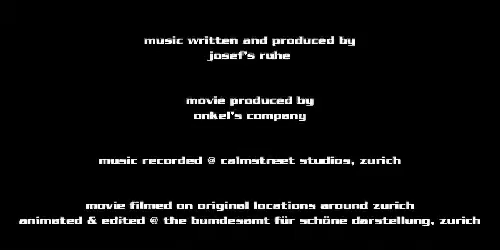 music written and produced by
josef's ruhe
movie produced by
onkel's company
music recorded @ calmstreet studios, zurich
movie filmed on original locations around zurich
animated & edited @ the bumdesamt für schöne darstellung, zurich